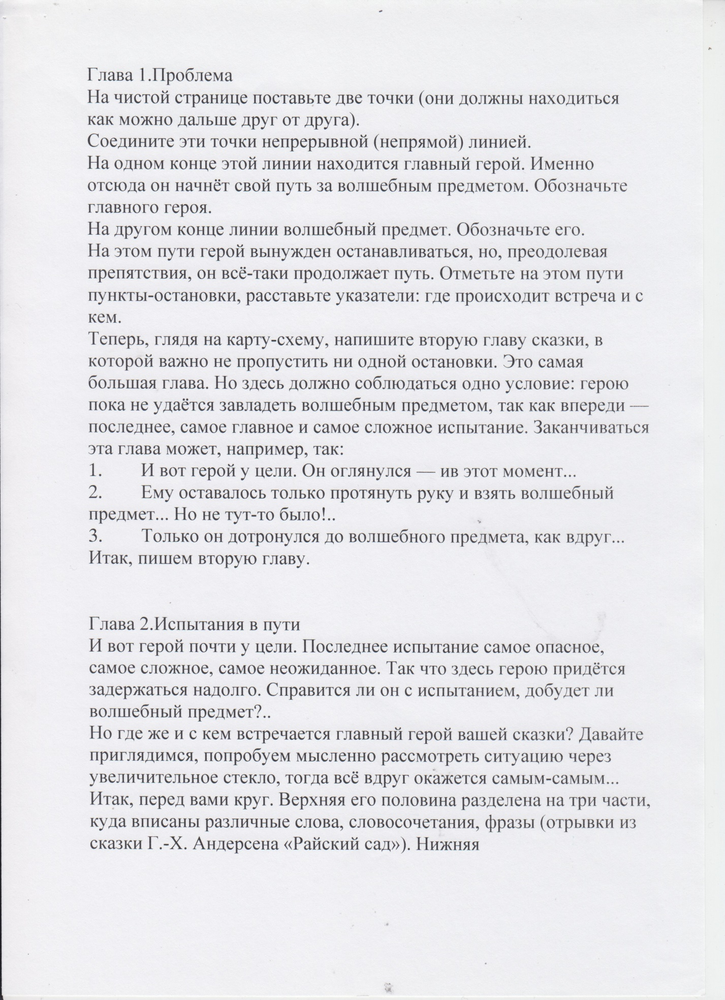 Глава 1.Проблема
На чистой странице поставьте две точки (они должны находиться
как можно дальше друг от друга).
Соедините эти точки непрерывной (непрямой) линией.
На одном конце этой линии находится главный герой. Именно
отсюда он начнёт свой путь за волшебным предметом. Обозначьте
главного героя.
На другом конце линии волшебный предмет. Обозначьте его.
На этом пути герой вынужден останавливаться, но, преодолевая
препятствия, он всё-таки продолжает путь. Отметьте на этом пути
пункты-остановки, расставьте указатели: где происходит встреча и с
кем.
Теперь, глядя на карту-схему, напишите вторую главу сказки, в
которой важно не пропустить ни одной остановки. Это самая
большая глава. Но здесь должно соблюдаться одно условие: герою
пока не удаётся завладеть волшебным предметом, так как впереди —
последнее, самое главное и самое сложное испытание. Заканчиваться
эта глава может, например, так:
1. И вот герой у цели. Он оглянулся — ив этот момент...
2. Ему оставалось только протянуть руку и взять волшебный
предмет... Но не тут-то было!..
3. Только он дотронулся до волшебного предмета, как вдруг...
Итак, пишем вторую главу.
Глава 2.Испытания в пути
И вот герой почти у цели. Последнее испытание самое опасное,
самое сложное, самое неожиданное. Так что здесь герою придётся
задержаться надолго. Справится ли он с испытанием, добудет ли
волшебный предмет?..
Но где же и с кем встречается главный герой вашей сказки? Давайте
приглядимся, попробуем мысленно рассмотреть ситуацию через
увеличительное стекло, тогда всё вдруг окажется самым-самым...
Итак, перед вами круг. Верхняя его половина разделена на три части,
куда вписаны различные слова, словосочетания, фразы (отрывки из
сказки Г.-Х. Андерсена «Райский сад»). Нижняя